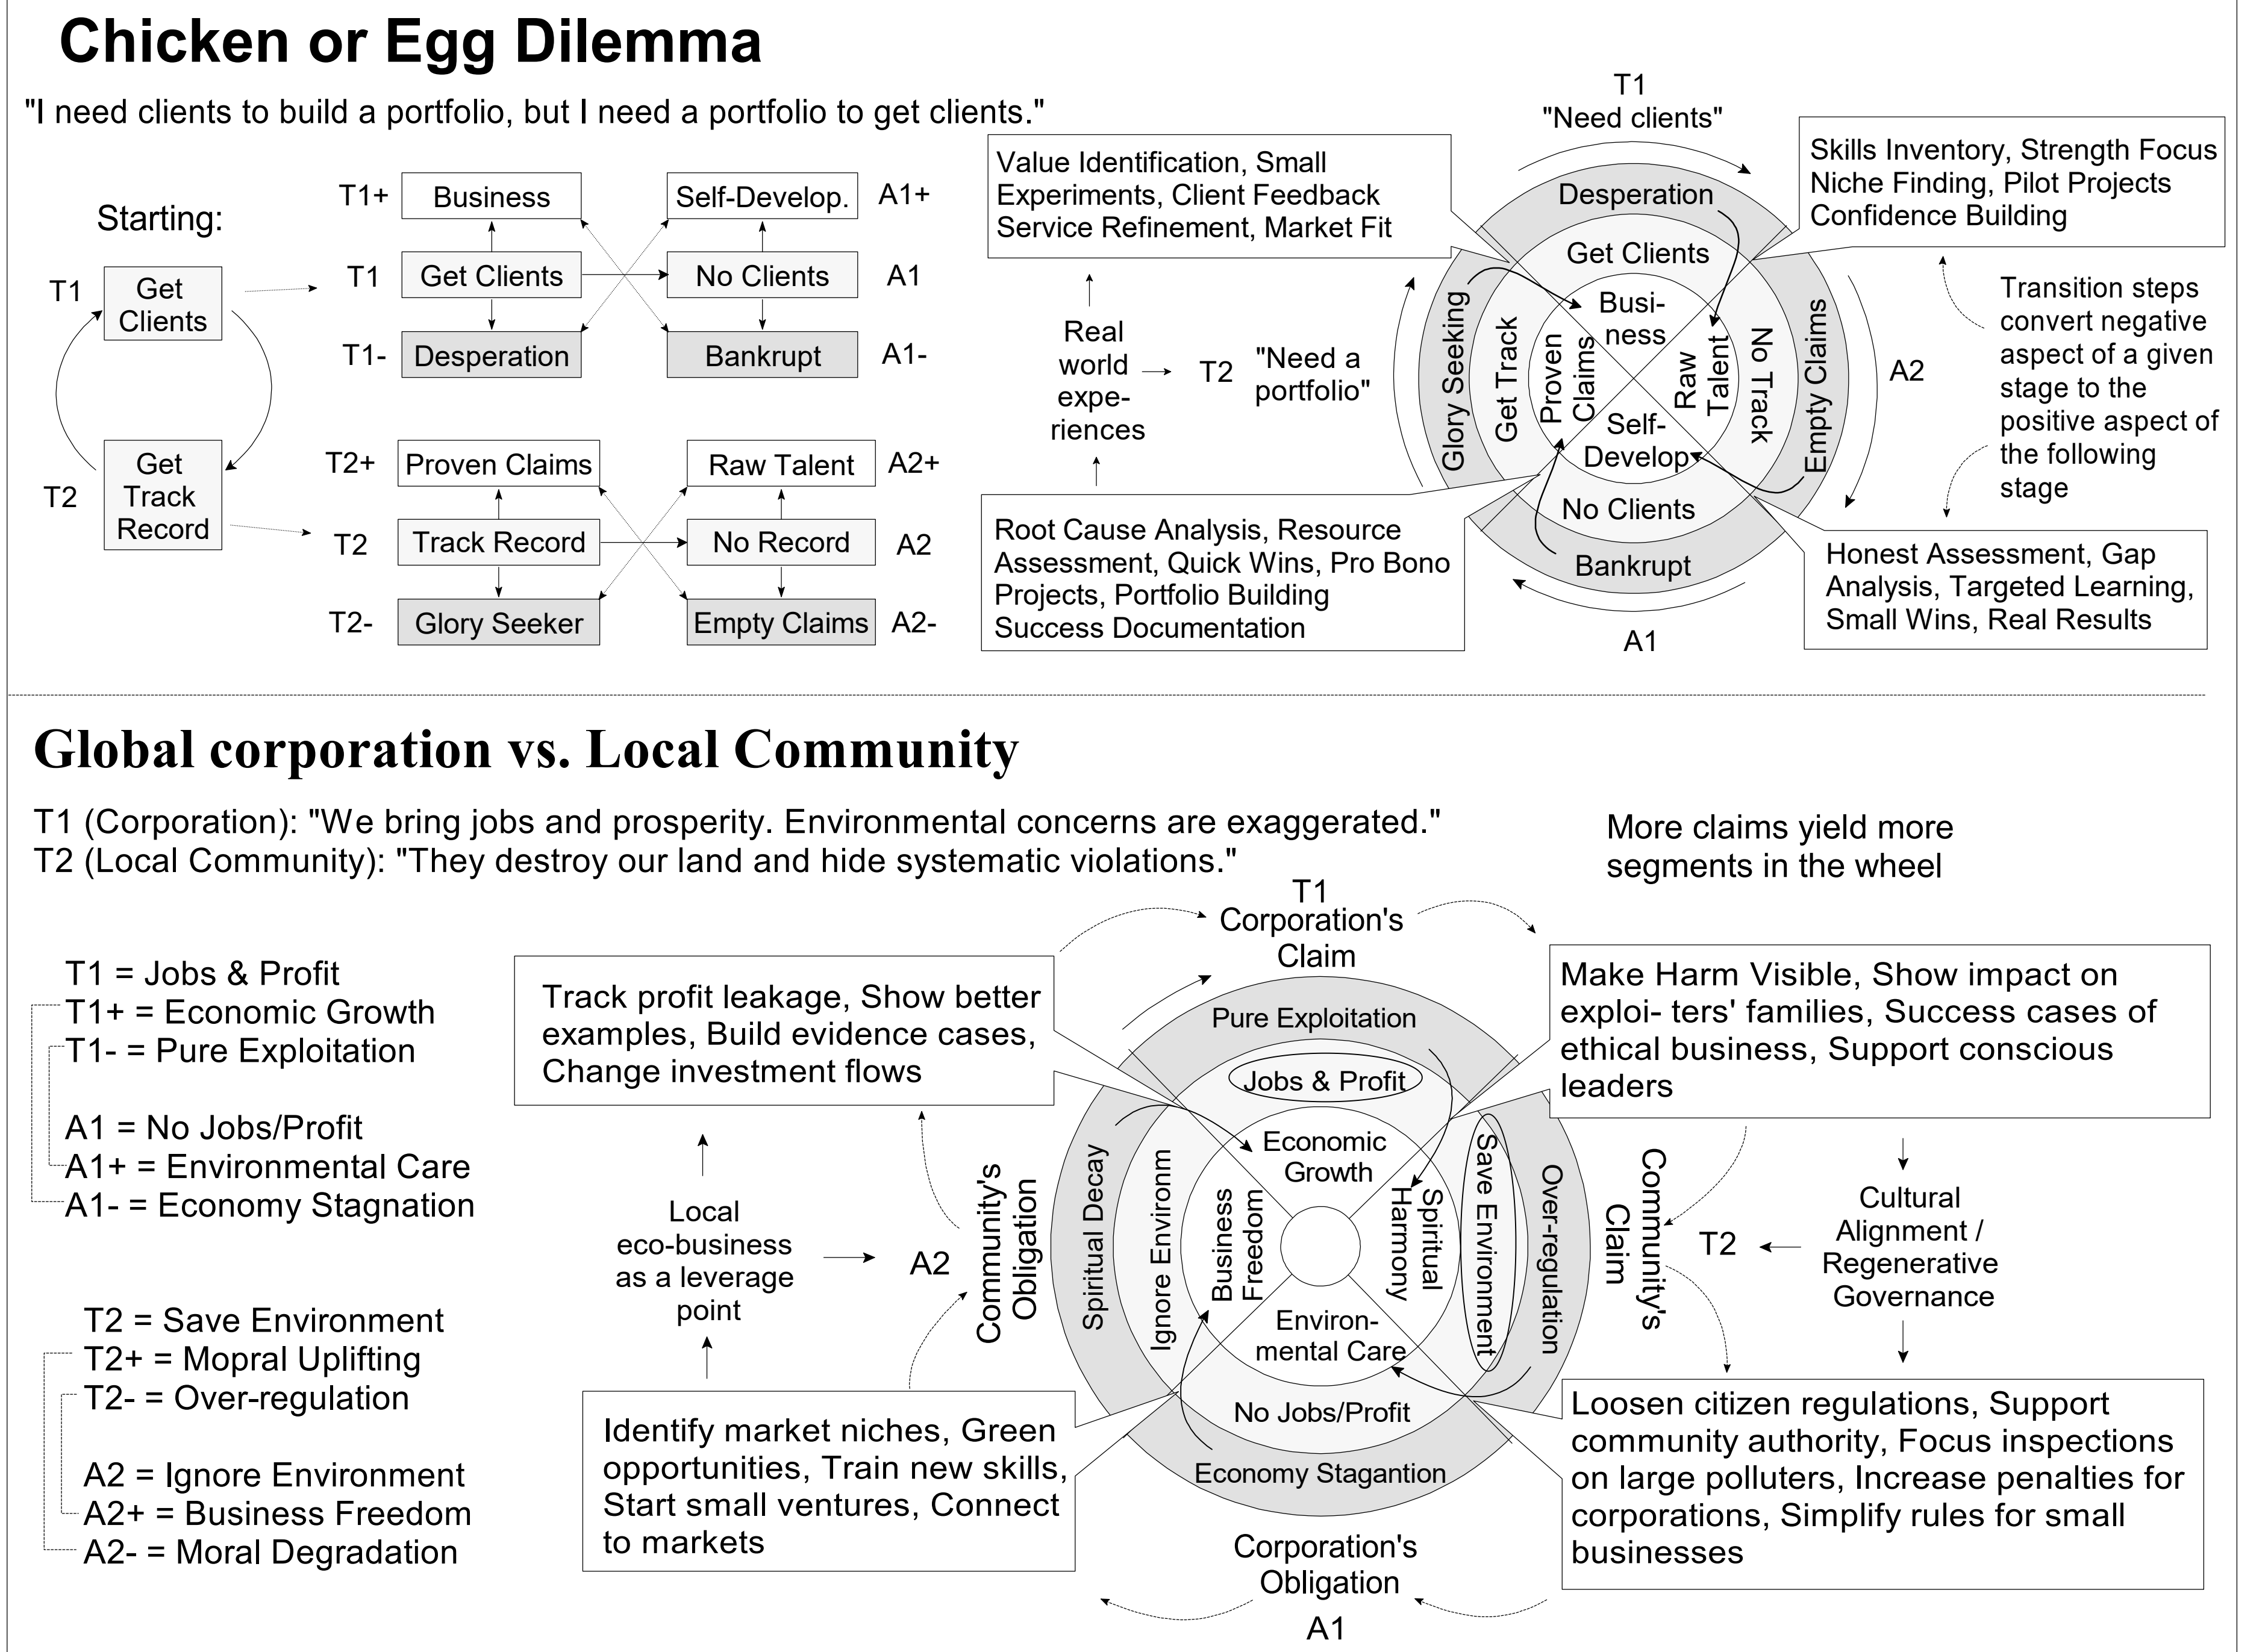 Chicken or Egg Dilemma
"I need clients to build a portfolio, but I need a portfolio to get clients."
Starting:
T1
Get
Clients
T2
Get
Track
Record
T1+
Business
Self-Develop.
A1+
T1
Get Clients
No Clients
A1
T1-
Desperation
Bankrupt
A1-
T2+
Proven Claims
Raw Talent
A2+
T2
Track Record
No Record
A2
T2-
Glory Seeker
Empty Claims
A2-
Value Identification, Small
Experiments, Client Feedback
Service Refinement, Market Fit
Real
world
expe-
riences
T2
"Need a
portfolio"
Root Cause Analysis, Resource
Assessment, Quick Wins, Pro Bono
Projects, Portfolio Building
Success Documentation
T1
"Need clients"
Desperation
Get Clients
Busi-
ness
Glory Seeking
Get Track
Proven
Claims
Raw
Talent
No Track
Empty Claims
Self-
Develop
No Clients
Bankrupt
A1
A2
Skills Inventory, Strength Focus
Niche Finding, Pilot Projects
Confidence Building
Transition steps
convert negative
aspect of a given
stage to the
positive aspect of
the following
stage
Honest Assessment, Gap
Analysis, Targeted Learning,
Small Wins, Real Results
Global corporation vs. Local Community
T1 (Corporation): "We bring jobs and prosperity. Environmental concerns are exaggerated."
T2 (Local Community): "They destroy our land and hide systematic violations."
More claims yield more
segments in the wheel
T1 = Jobs & Profit
T1+ = Economic Growth
T1- = Pure Exploitation
A1 = No Jobs/Profit
A1+ = Environmental Care
A1- = Economy Stagnation
T2 = Save Environment
T2+ = Mopral Uplifting
T2- = Over-regulation
A2 = Ignore Environment
A2+ = Business Freedom
A2- = Moral Degradation
Track profit leakage, Show better
examples, Build evidence cases,
Change investment flows
Local
eco-business
as a leverage
point
A2
Community's
Obligation
Identify market niches, Green
opportunities, Train new skills,
Start small ventures, Connect
to markets
T1
Corporation's
Claim
Pure Exploitation
Jobs & Profit
Economic
Growth
Spiritual Decay
Ignore Environm
Business
Freedom
Spiritual
Harmony
Save Environment
Over-regulation
Environ-
mental Care
No Jobs/Profit
Economy Stagantion
Corporation's
Obligation
A1
Make Harm Visible, Show impact on
exploi- ters' families, Success cases of
ethical business, Support conscious
leaders
Community's
Claim
T2
Cultural
Alignment /
Regenerative
Governance
Loosen citizen regulations, Support
community authority, Focus inspections
on large polluters, Increase penalties for
corporations, Simplify rules for small
businesses